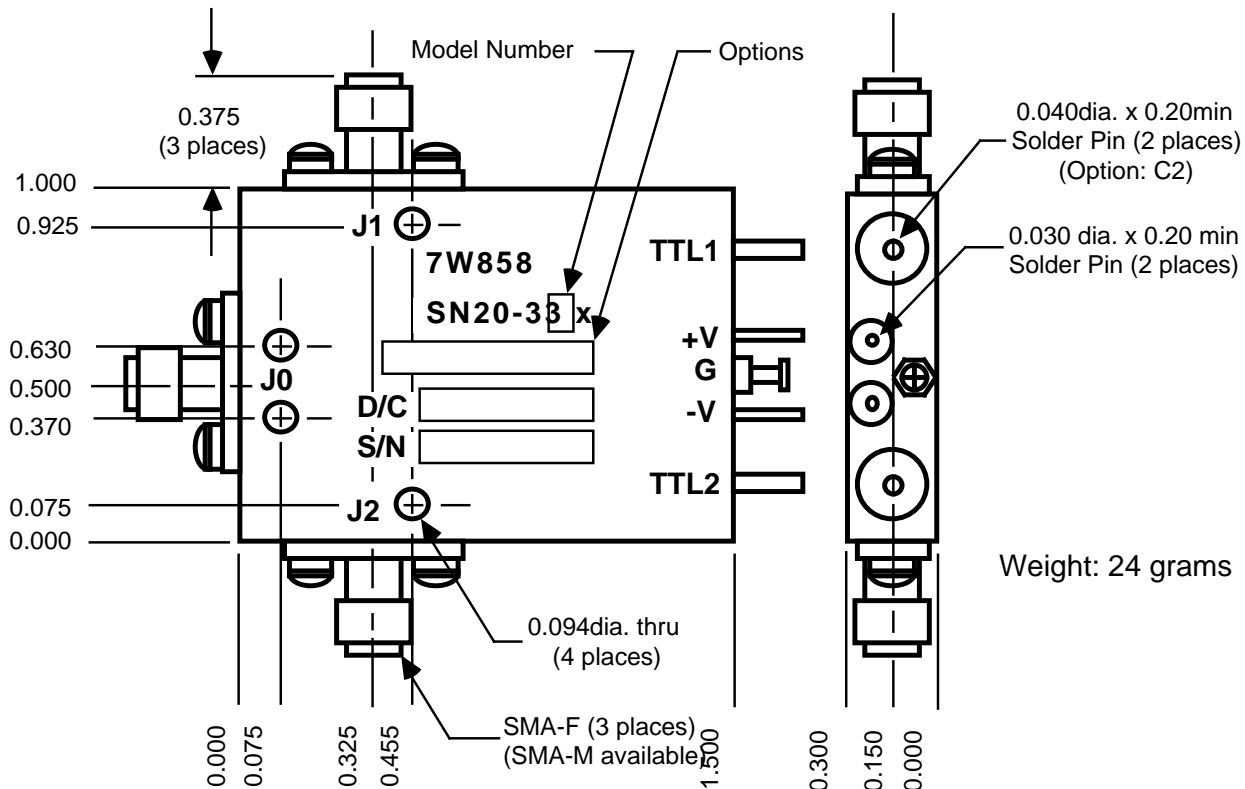 Model Number
Options
0.375
(3 places)
0.040dia. x 0.20min
Solder Pin (2 places)
(Option: C2)
1.000
0.925
J1
7W858
SN20-33 x
TTL1
0.030 dia. x 0.20 min
Solder Pin (2 places)
0.630
0.500
0.370
J0
+V
G
-V
D/C
S/N
0.075
0.000
J2
TTL2
Weight: 24 grams
0.094dia. thru
(4 places)
SMA-F (3 places)
(SMA-M available)
0.000
0.075
0.325
0.455
1.500
0.300
0.150
0.000